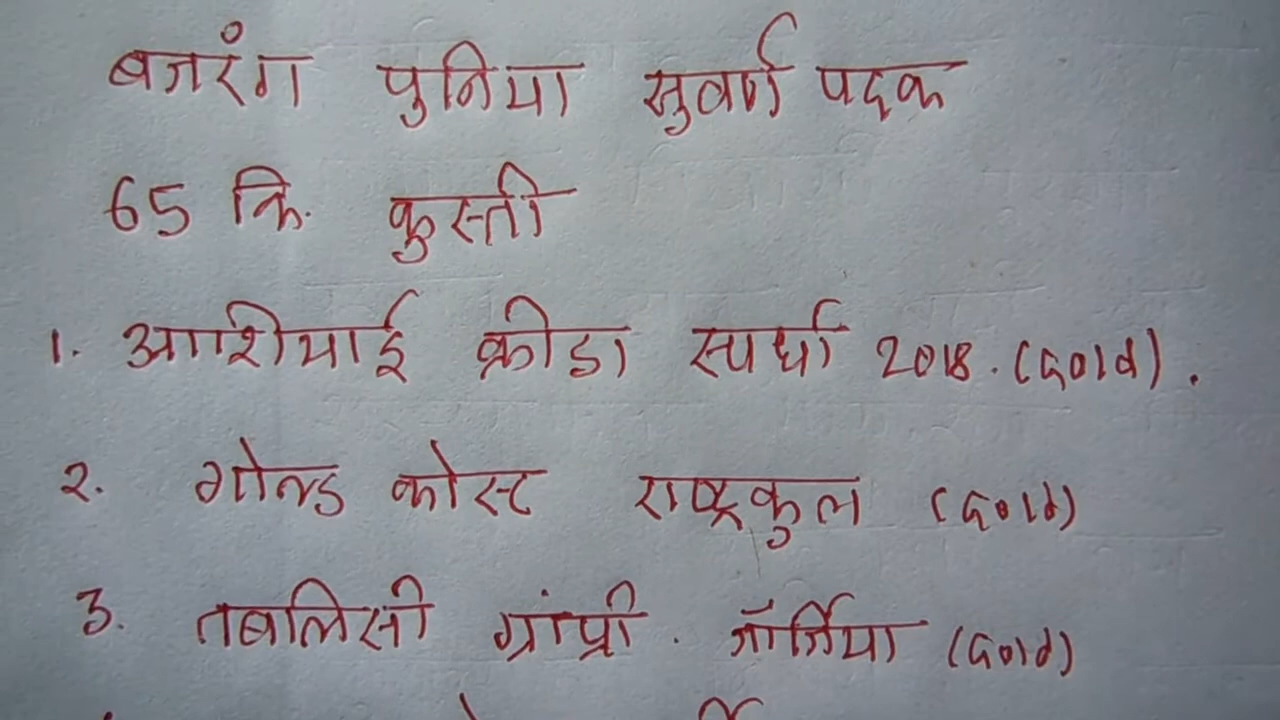 बजरंग पुनिया सुवर्ण पदक
65 कि. कुस्ती
1. आशियाई क्रीडा स्पर्धा 2018. (Gold).
2. गोल्ड कोस्ट राष्ट्रकुल (Gold)
3. तबलिसी ग्रांप्री. जॉर्जिया (Gold)